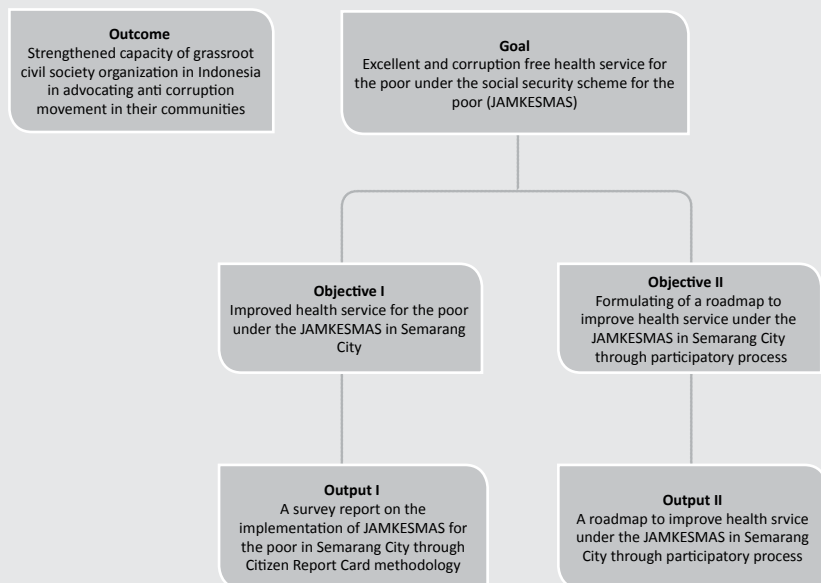 Outcome
Strengthened capacity of grassroot
civil society organization in Indonesia
in advocating anti corruption
movement in their communities
Goal
Excellent and corruption free health service for
the poor under the social security scheme for the
poor (JAMKESMAS)
Objective I
Improved health service for the poor
under the JAMKESMAS in Semarang
City
Objective II
Formulating of a roadmap to
improve health service under the
JAMKESMAS in Semarang City
through participatory process
Output I
A survey report on the
implementation of JAMKESMAS for
the poor in Semarang City through
Citizen Report Card methodology
Output II
A roadmap to improve health srvice
under the JAMKESMAS in Semarang
City through participatory process